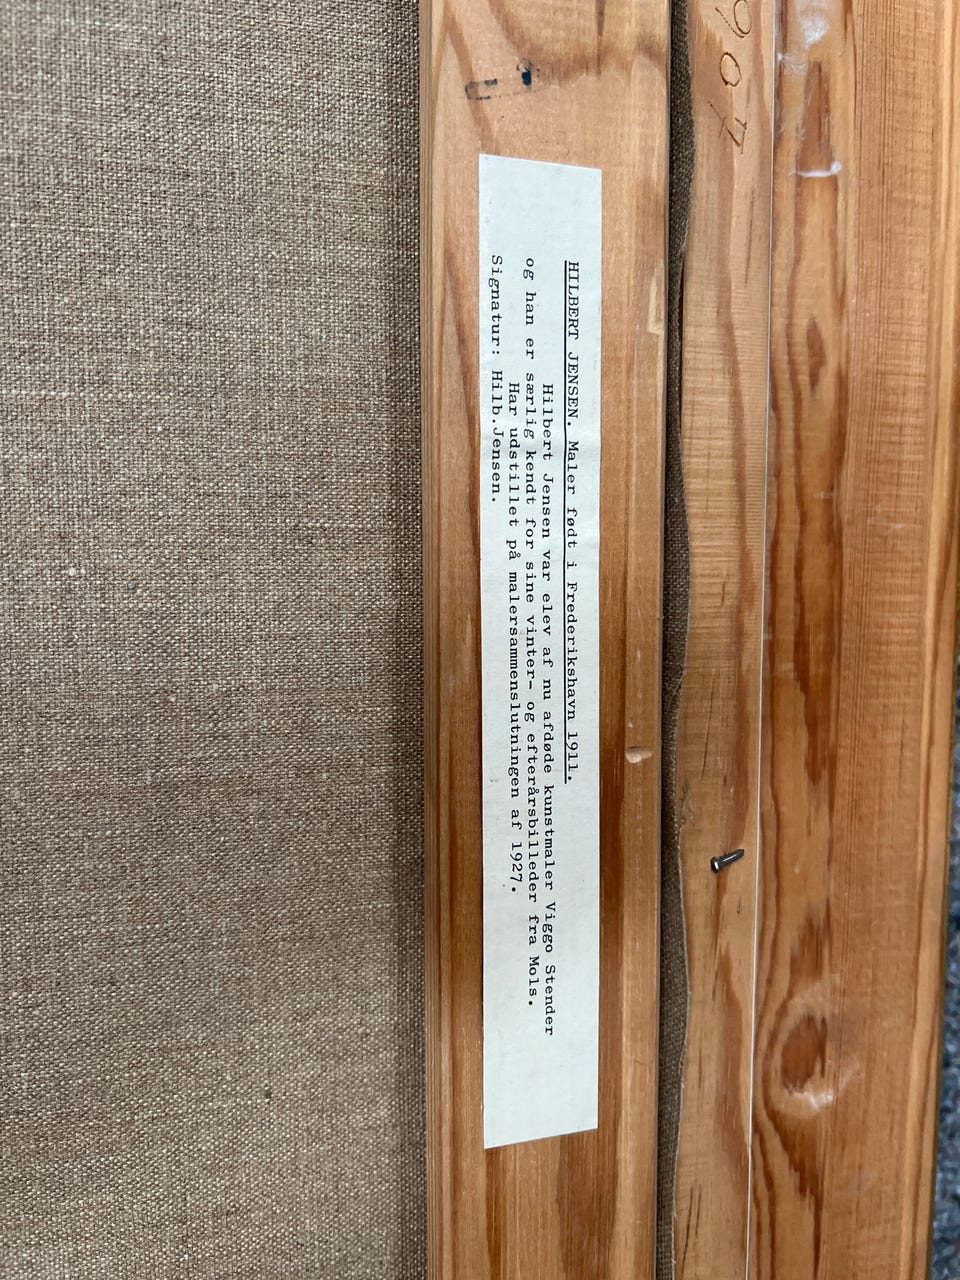 HILBERT JENSEN. Maler født i Frederikshavn 1911.
Hilbert Jensen var elev af nu afdøde kunstmaler Viggo Stender
og han er særlig kendt for sine vinter- og efterårsbilleder fra Mols.
Har udstillet på malersammenslutningen af 1927.
Signatur: Hilb.Jensen.